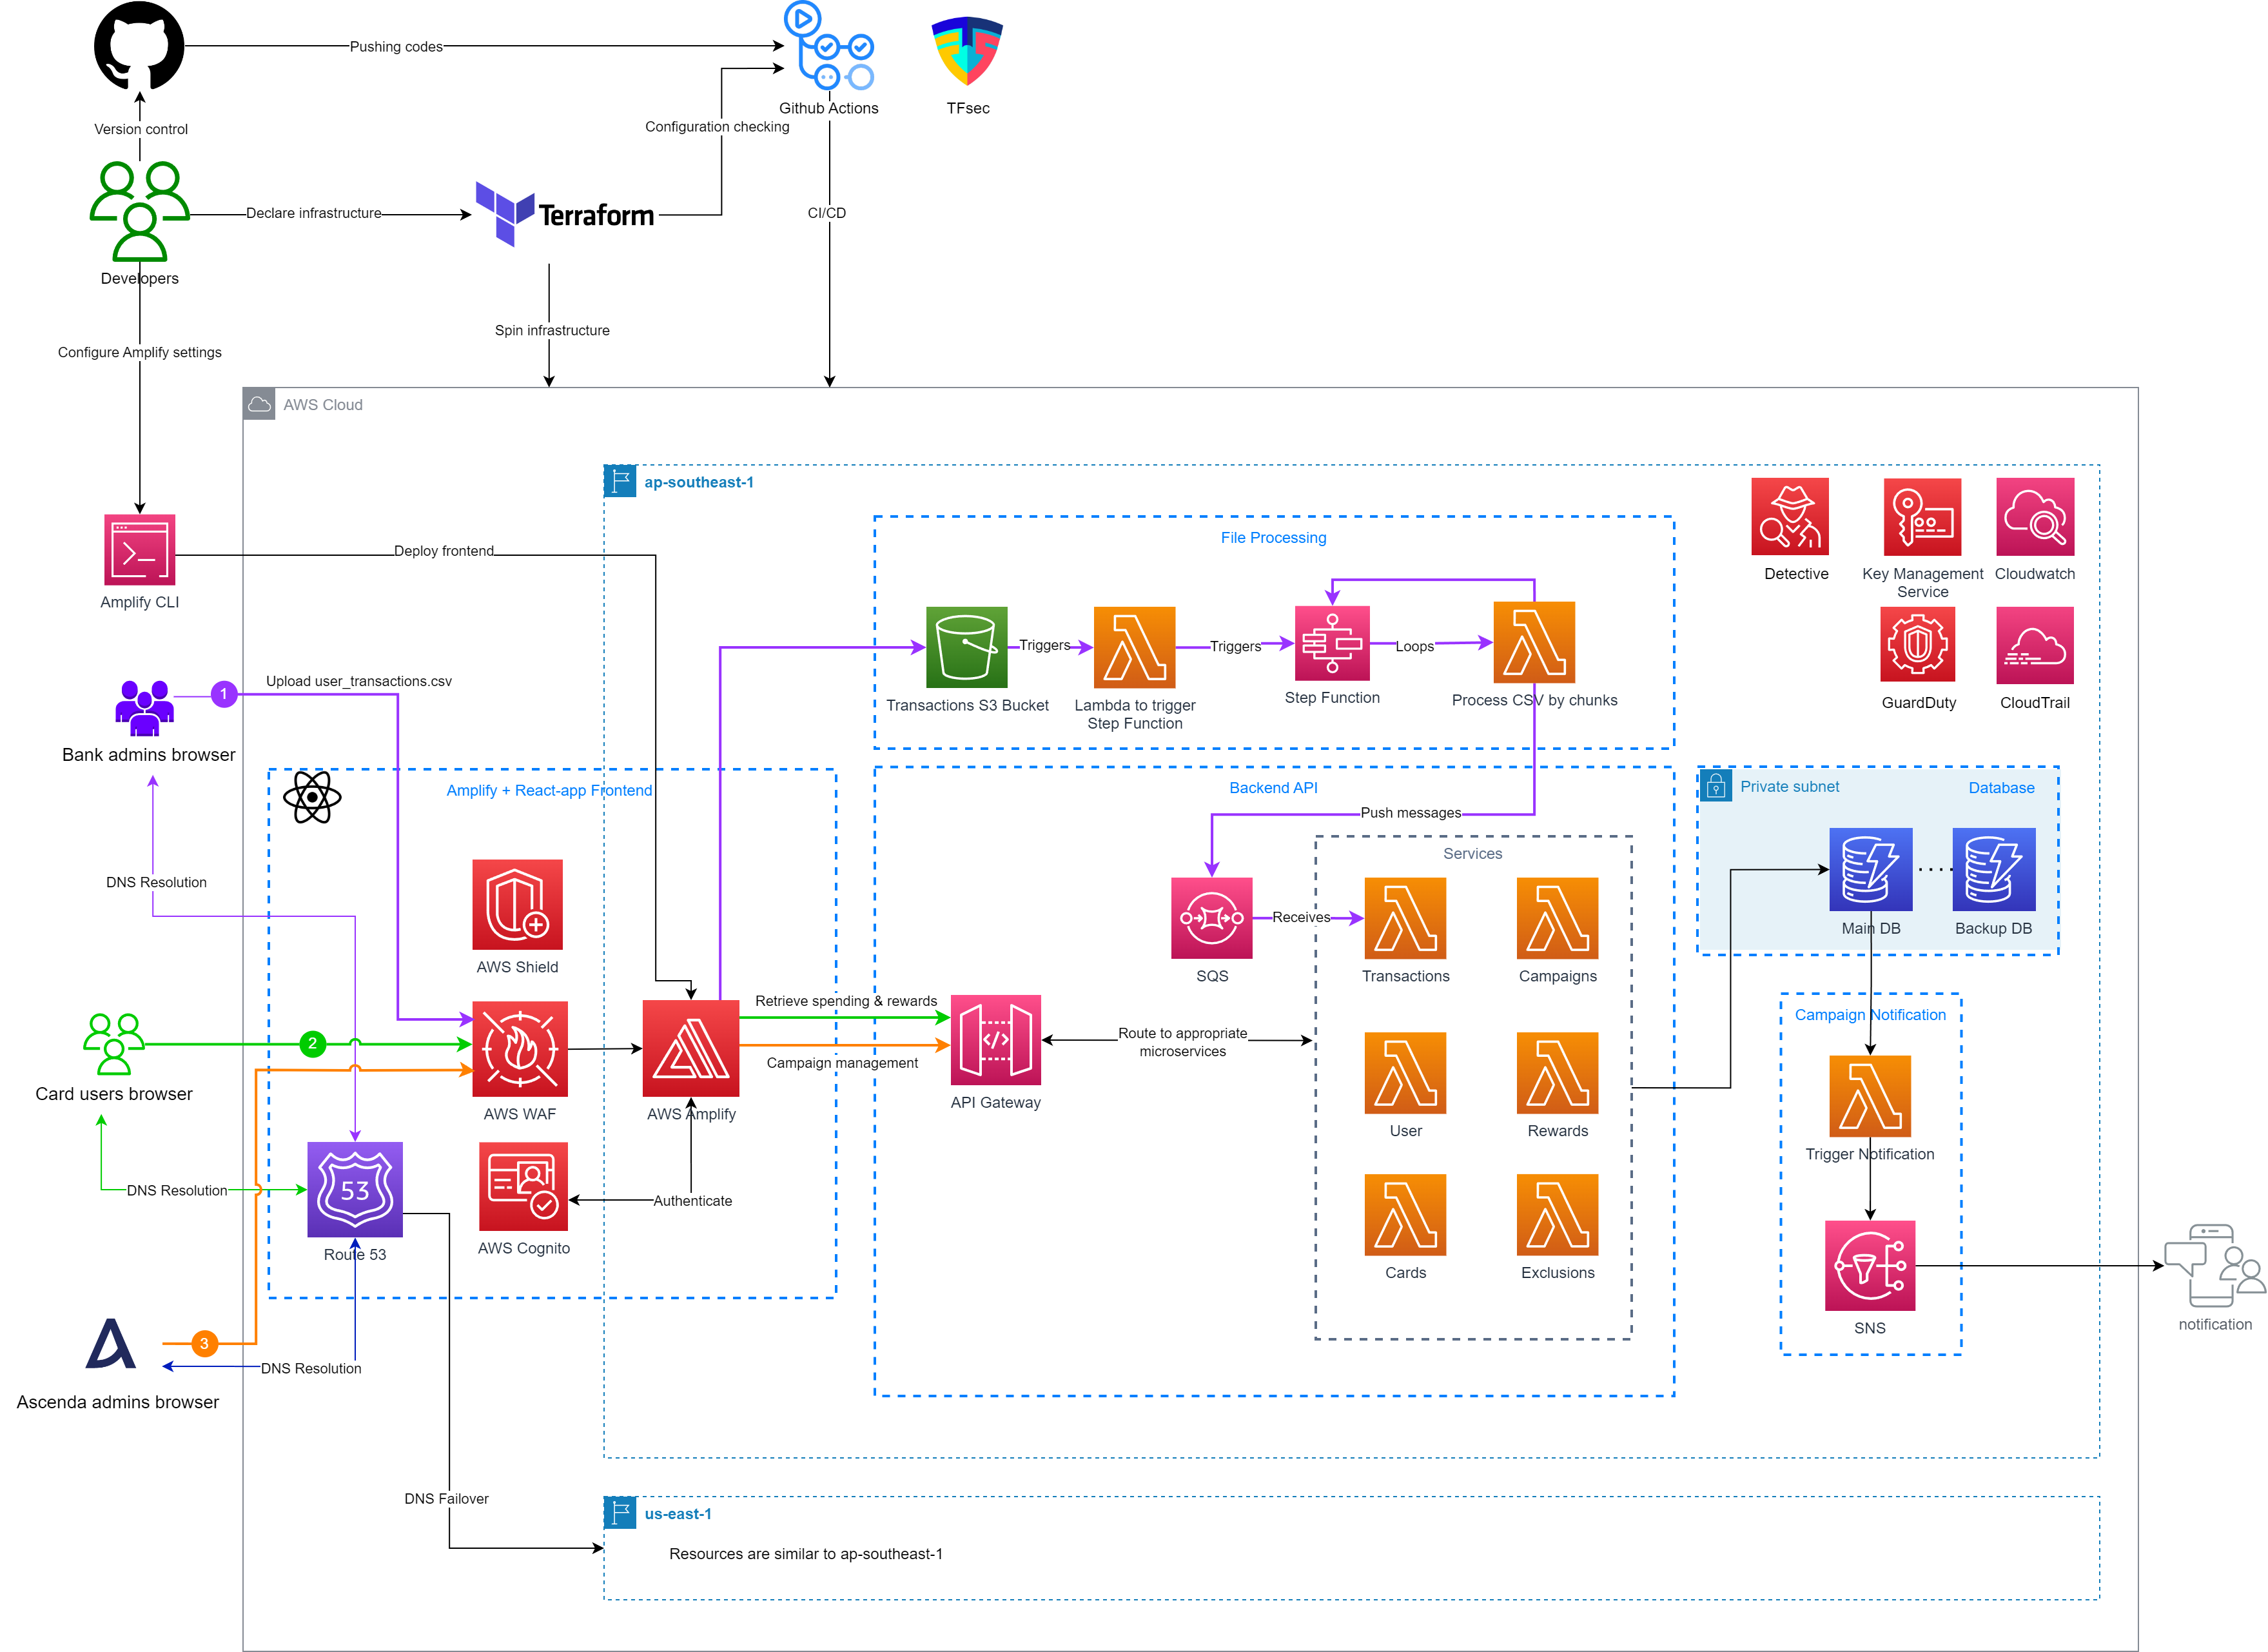 Pushing codes
Github Actions
TFsec
Version control
Configuration checking
Developers
Declare infrastructure
Terraform
CI/CD
Spin infrastructure
Configure Amplify settings
AWS Cloud
ap-southeast-1
Amplify CLI
Deploy frontend
File Processing
Detective
Key Management
Service
Cloudwatch
GuardDuty
CloudTrail
Transactions S3 Bucket
Triggers
Lambda to trigger
Step Function
Triggers
Step Function
Loops
Process CSV by chunks
Bank admins browser
1
Upload user_transactions.csv
DNS Resolution
Amplify + React-app Frontend
Backend API
Push messages
Private subnet
Database
Main DB
Backup DB
AWS Shield
SQS
Receives
Services
Transactions
Campaigns
User
Rewards
Cards
Exclusions
Card users browser
2
AWS WAF
AWS Amplify
Retrieve spending & rewards
Campaign management
API Gateway
Route to appropriate
microservices
Campaign Notification
Trigger Notification
SNS
notification
DNS Resolution
53
Route 53
AWS Cognito
Authenticate
3
DNS Resolution
Ascenda admins browser
DNS Failover
us-east-1
Resources are similar to ap-southeast-1